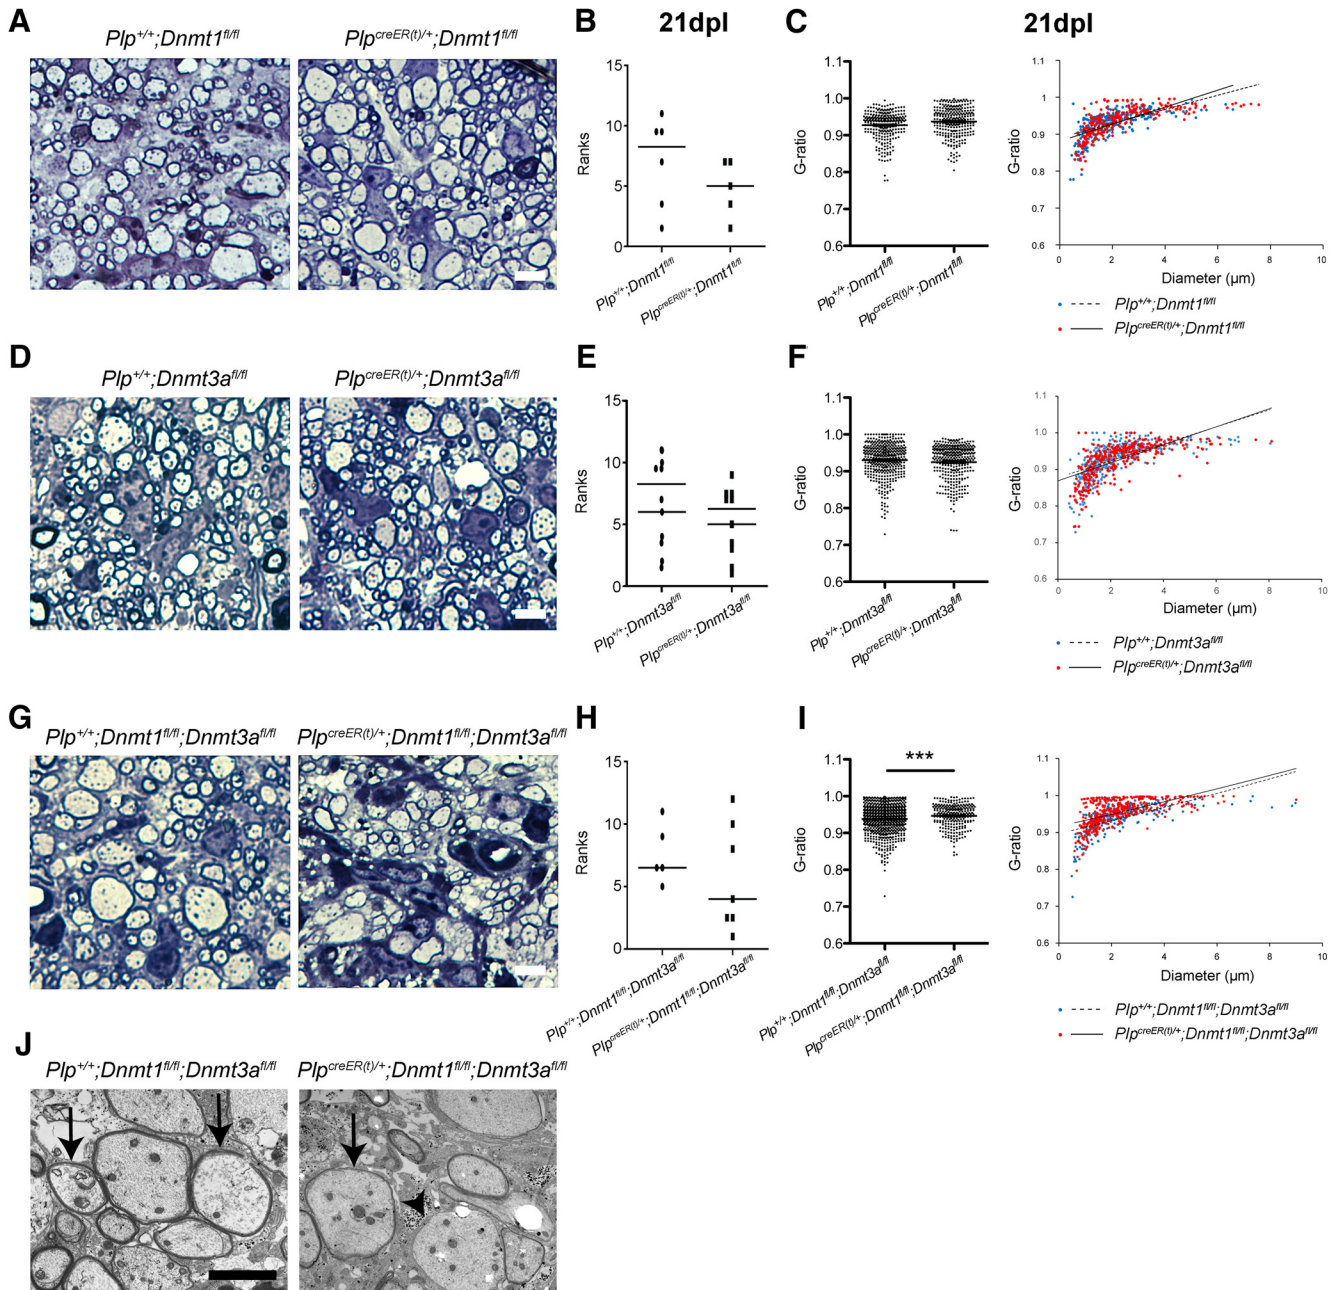 A
Plp+/+;Dnmt1fl/fl
PlpcreER(t)/+;Dnmt1fl/fl
B
21dpl
Ranks
15
10
5
0
Plp+/+;Dnmt1fl/fl
PlpcreER(t)/+;Dnmt1fl/fl
C
21dpl
G-ratio
1.1
1.0
0.9
0.8
0.7
0.6
Plp+/+;Dnmt1fl/fl
PlpcreER(t)/+;Dnmt1fl/fl
G-ratio
1.1
1
0.9
0.8
0.7
0.6
0
2
4
6
8
10
Diameter (µm)
Plp+/+;Dnmt1fl/fl
PlpcreER(t)/+;Dnmt1fl/fl
D
Plp+/+;Dnmt3afl/fl
PlpcreER(t)/+;Dnmt3afl/fl
E
Ranks
15
10
5
0
Plp+/+;Dnmt3afl/fl
PlpcreER(t)/+;Dnmt3afl/fl
F
G-ratio
1.1
1.0
0.9
0.8
0.7
0.6
Plp+/+;Dnmt3afl/fl
PlpcreER(t)/+;Dnmt3afl/fl
G-ratio
1.1
1
0.9
0.8
0.7
0.6
0
2
4
6
8
10
Diameter (µm)
Plp+/+;Dnmt3afl/fl
PlpcreER(t)/+;Dnmt3afl/fl
G
Plp+/+;Dnmt1fl/fl;Dnmt3afl/fl
PlpcreER(t)/+;Dnmt1fl/fl;Dnmt3afl/fl
H
Ranks
15
10
5
0
Plp+/+;Dnmt1fl/fl;Dnmt3afl/fl
PlpcreER(t)/+;Dnmt1fl/fl;Dnmt3afl/fl
I
***
G-ratio
1.1
1.0
0.9
0.8
0.7
0.6
Plp+/+;Dnmt1fl/fl;Dnmt3afl/fl
PlpcreER(t)/+;Dnmt1fl/fl;Dnmt3afl/fl
G-ratio
1.1
1
0.9
0.8
0.7
0.6
0
2
4
6
8
10
Diameter (µm)
Plp+/+;Dnmt1fl/fl;Dnmt3afl/fl
PlpcreER(t)/+;Dnmt1fl/fl;Dnmt3afl/fl
J
Plp+/+;Dnmt1fl/fl;Dnmt3afl/fl
PlpcreER(t)/+;Dnmt1fl/fl;Dnmt3afl/fl